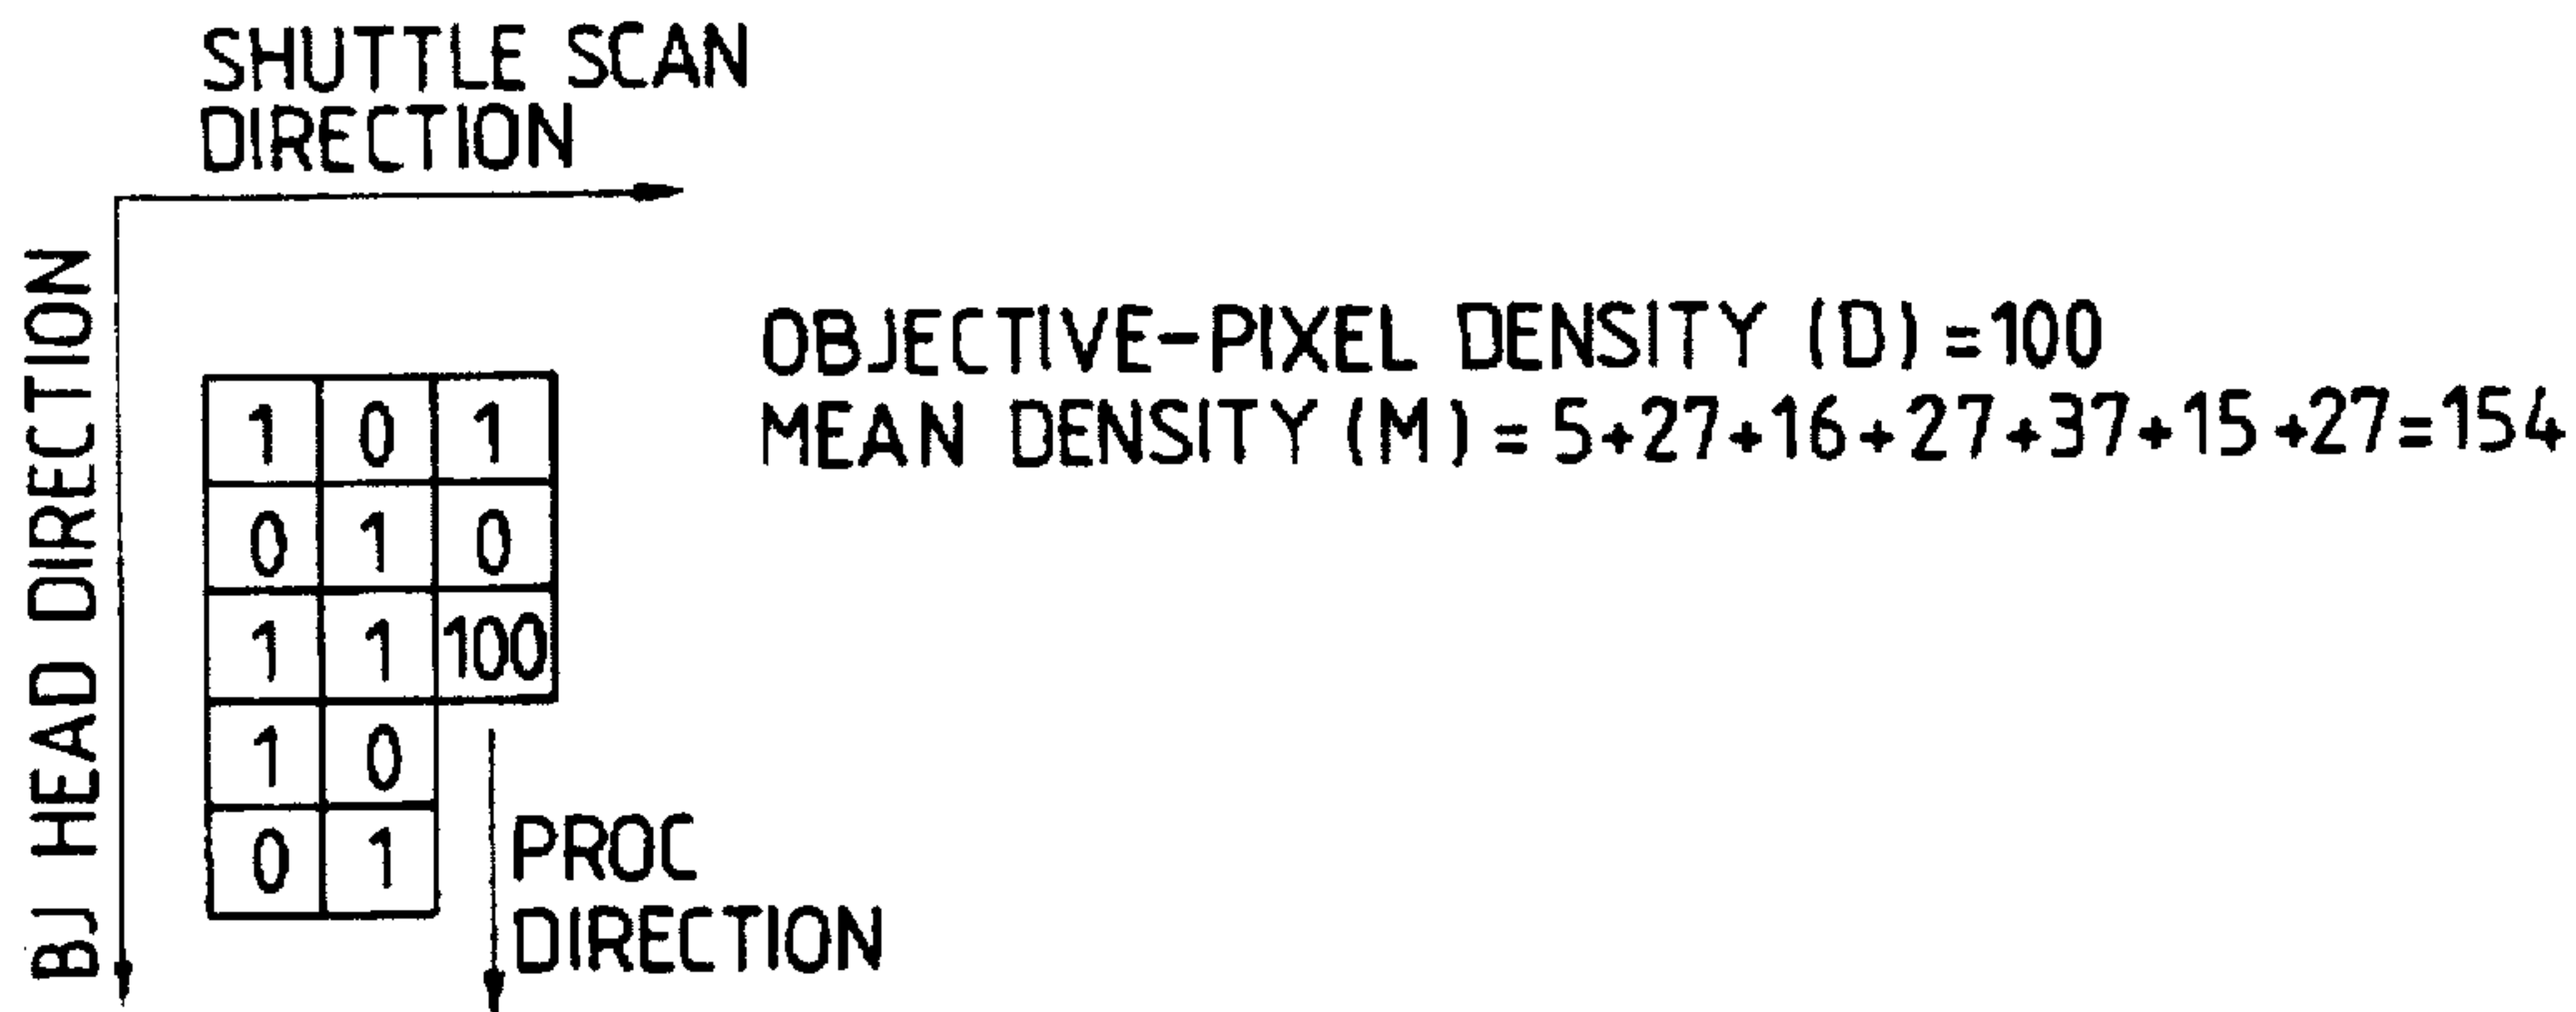 SHUTTLE SCAN
DIRECTION
BJ HEAD DIRECTION
OBJECTIVE-PIXEL DENSITY (D) =100
MEAN DENSITY (M) = 5+27+16+27+37+15+27=154
1 0 1
0 1 0
1 1 100
1 0
0 1
PROC
DIRECTION